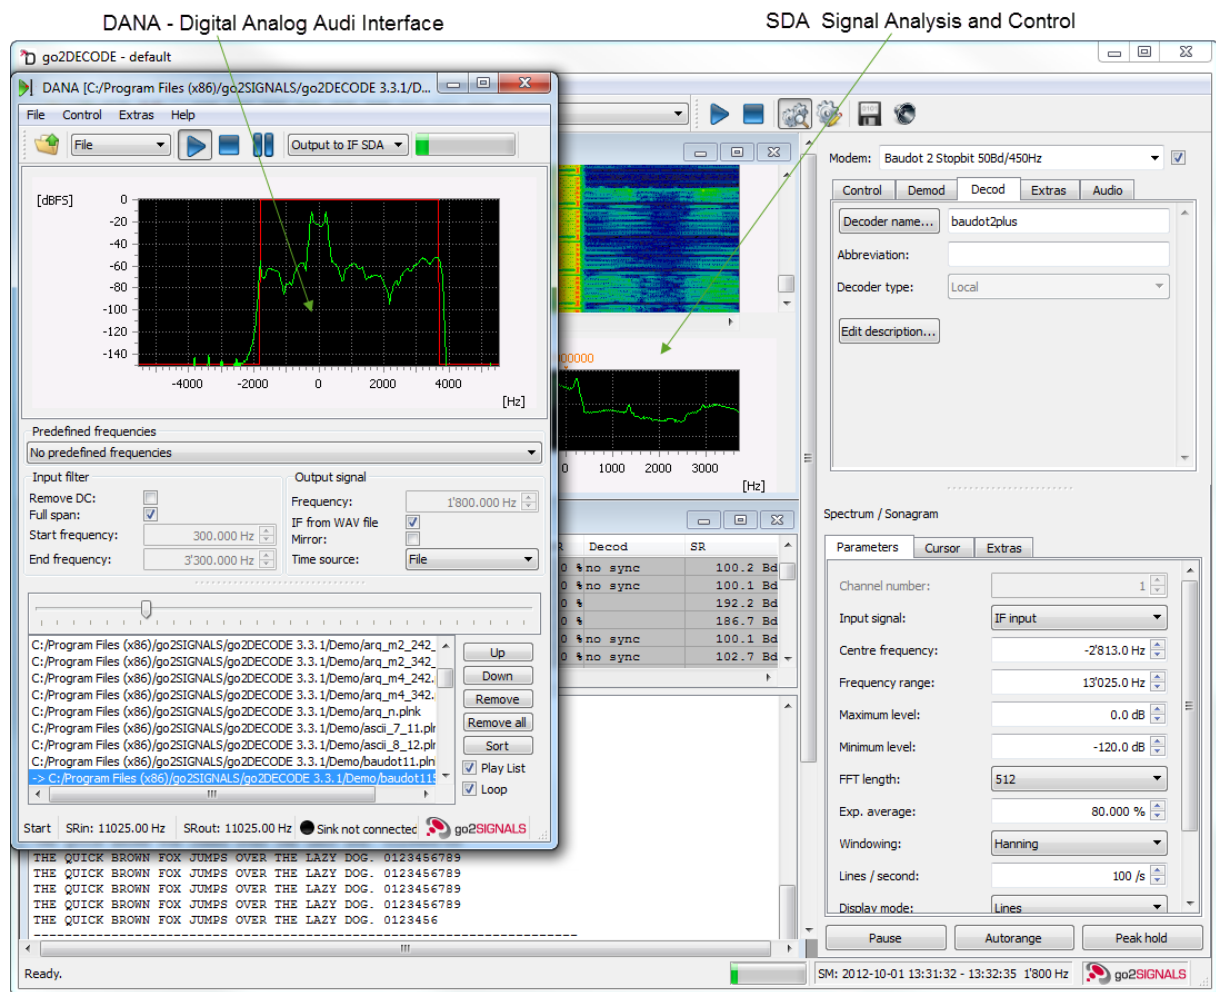 DANA - Digital Analog Audi Interface
SDA Signal Analysis and Control
go2DECODE - default
DANA [C:/Program Files (x86)/go2SIGNALS/go2DECODE 3.3.1/D...
File Control Extras Help
File
Output to IF SDA
[dBFS]
0
-20
-40
-60
-80
-100
-120
-140
-4000 -2000 0 2000 4000
[Hz]
Predefined frequencies
No predefined frequencies
Input filter
Remove DC:
Full span:
Start frequency: 300.000 Hz
End frequency: 3'300.000 Hz
Output signal
Frequency: 1'800.000 Hz
IF from WAV file
Mirror:
Time source: File
C:/Program Files (x86)/go2SIGNALS/go2DECODE 3.3.1/Demo/arq_m2_242_
C:/Program Files (x86)/go2SIGNALS/go2DECODE 3.3.1/Demo/arq_m2_342_
C:/Program Files (x86)/go2SIGNALS/go2DECODE 3.3.1/Demo/arq_m4_242.
C:/Program Files (x86)/go2SIGNALS/go2DECODE 3.3.1/Demo/arq_m4_342.
C:/Program Files (x86)/go2SIGNALS/go2DECODE 3.3.1/Demo/arq_n.plnk
C:/Program Files (x86)/go2SIGNALS/go2DECODE 3.3.1/Demo/ascii_7_11.plr
C:/Program Files (x86)/go2SIGNALS/go2DECODE 3.3.1/Demo/ascii_8_12.plr
C:/Program Files (x86)/go2SIGNALS/go2DECODE 3.3.1/Demo/baudot11.pln
-> C:/Program Files (x86)/go2SIGNALS/go2DECODE 3.3.1/Demo/baudot115
Up
Down
Remove
Remove all
Sort
Play List
Loop
Start SRin: 11025.00 Hz SRout: 11025.00 Hz Sink not connected go2SIGNALS
000000
0 1000 2000 3000
[Hz]
Decod SR
0 % no sync 100.2 Bd
0 % no sync 100.1 Bd
0 % 192.2 Bd
0 % 186.7 Bd
0 % no sync 100.1 Bd
0 % no sync 102.7 Bd
THE QUICK BROWN FOX JUMPS OVER THE LAZY DOG. 0123456789
THE QUICK BROWN FOX JUMPS OVER THE LAZY DOG. 0123456789
THE QUICK BROWN FOX JUMPS OVER THE LAZY DOG. 0123456789
THE QUICK BROWN FOX JUMPS OVER THE LAZY DOG. 0123456789
THE QUICK BROWN FOX JUMPS OVER THE LAZY DOG. 0123456
Modem: Baudot 2 Stopbit 50Bd/450Hz
Control Demod Decod Extras Audio
Decoder name... baudot2plus
Abbreviation:
Decoder type: Local
Edit description...
Spectrum / Sonagram
Parameters Cursor Extras
Channel number: 1
Input signal: IF input
Centre frequency: -2'813.0 Hz
Frequency range: 13'025.0 Hz
Maximum level: 0.0 dB
Minimum level: -120.0 dB
FFT length: 512
Exp. average: 80.000 %
Windowing: Hanning
Lines / second: 100 /s
Display mode: Lines
Pause Autorange Peak hold
Ready.
SM: 2012-10-01 13:31:32 - 13:32:35 1'800 Hz go2SIGNALS